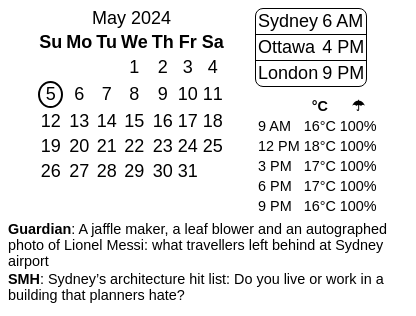 May 2024
Su Mo Tu We Th Fr Sa
1 2 3 4
5 6 7 8 9 10 11
12 13 14 15 16 17 18
19 20 21 22 23 24 25
26 27 28 29 30 31
Sydney 6 AM
Ottawa 4 PM
London 9 PM
°C ☂
9 AM 16°C 100%
12 PM 18°C 100%
3 PM 17°C 100%
6 PM 17°C 100%
9 PM 16°C 100%
Guardian: A jaffle maker, a leaf blower and an autographed
photo of Lionel Messi: what travellers left behind at Sydney
airport
SMH: Sydney’s architecture hit list: Do you live or work in a
building that planners hate?